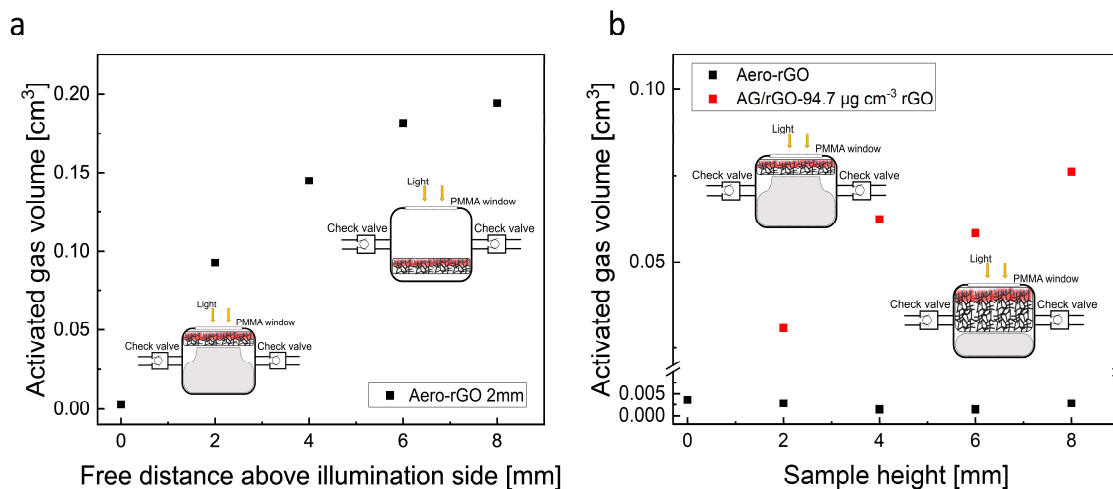 a
Activated gas volume [cm³]
0.20
0.15
0.10
0.05
0.00
Light
PMMA window
Check valve
Check valve
Light
PMMA window
Check valve
Check valve
Aero-rGO 2mm
0
2
4
6
8
Free distance above illumination side [mm]
b
Activated gas volume [cm³]
0.10
0.05
0.005
0.000
Aero-rGO
AG/rGO-94.7 µg cm⁻³ rGO
Light
PMMA window
Check valve
Check valve
Light
PMMA window
Check valve
Check valve
0
2
4
6
8
Sample height [mm]